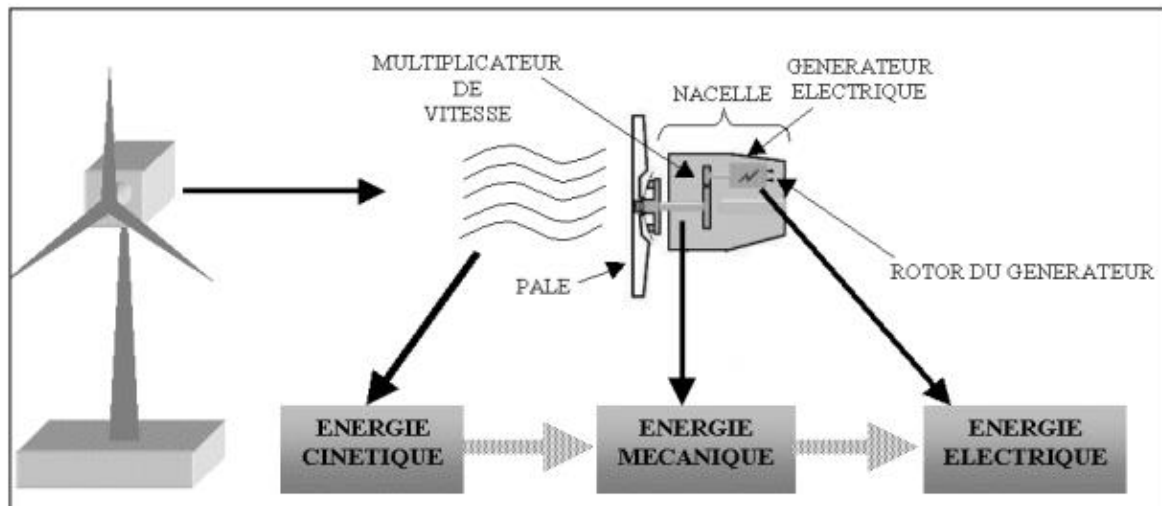 MULTIPLICATEUR
DE
VITESSE
NACELLE
GENERATEUR
ELECTRIQUE
PALE
ROTOR DU GENERATEUR
ENERGIE
CINETIQUE
ENERGIE
MECANIQUE
ENERGIE
ELECTRIQUE